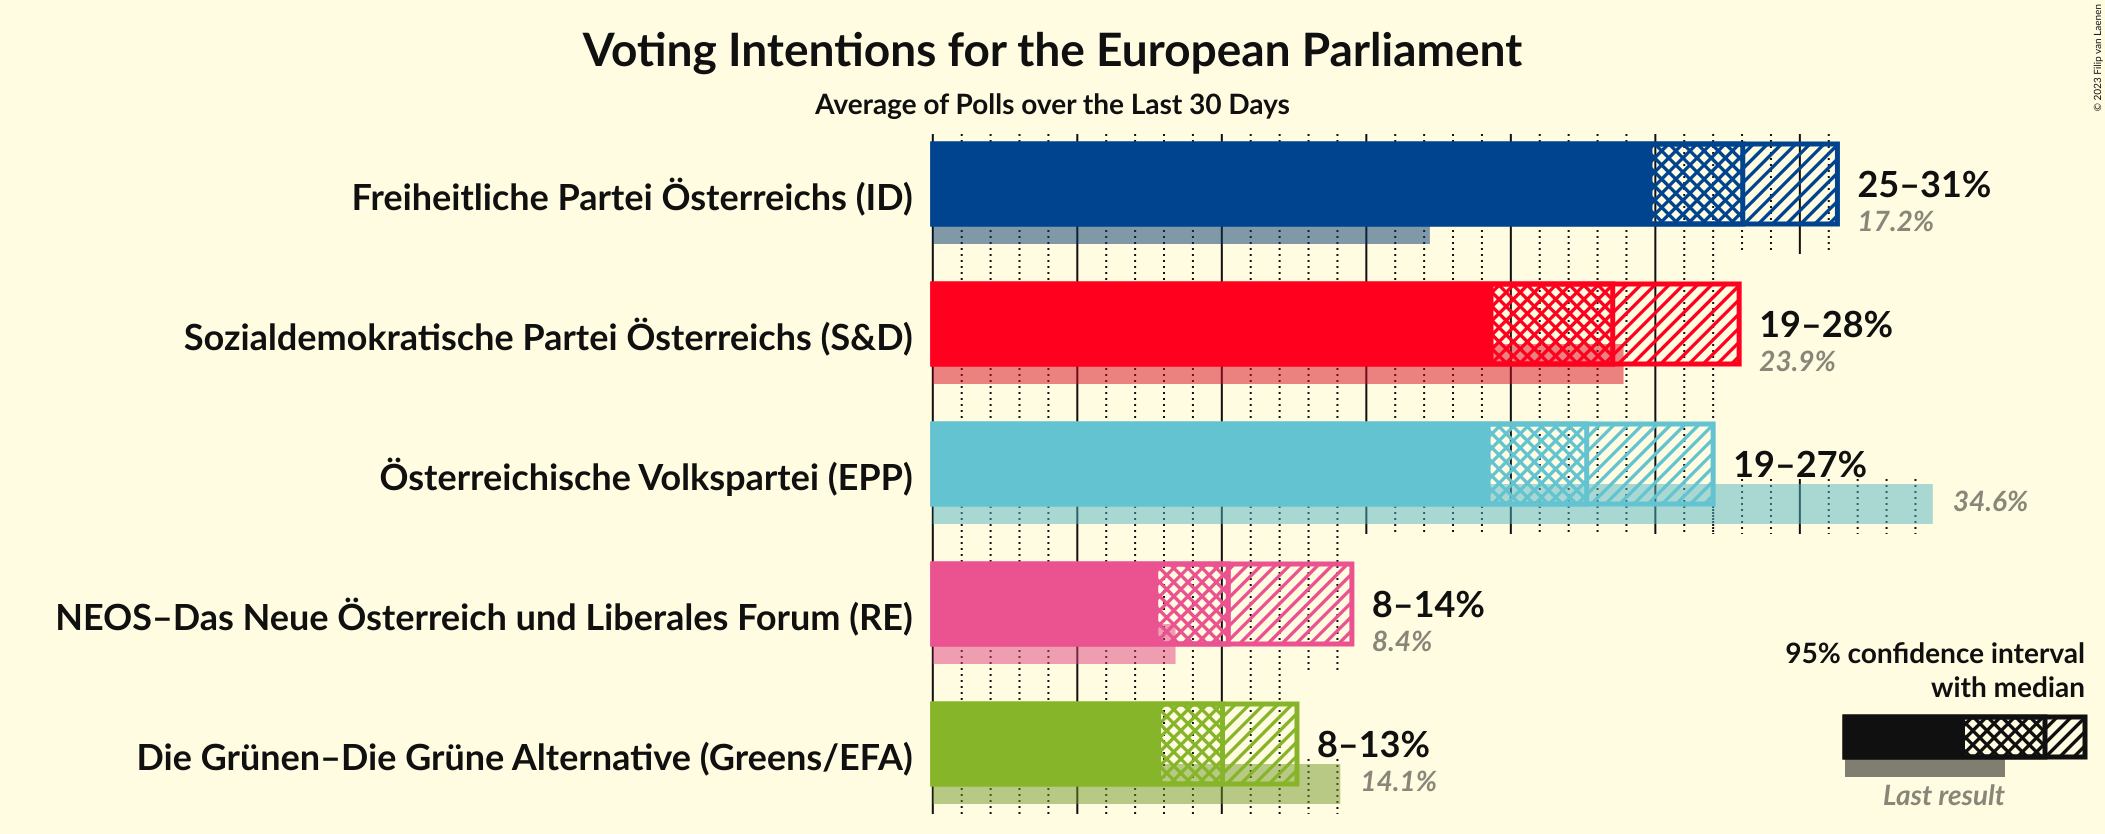 Voting Intentions for the European Parliament
Average of Polls over the Last 30 Days
© 2023 Filip van Laenen
Freiheitliche Partei Österreichs (ID)
25–31%
17.2%
Sozialdemokratische Partei Österreichs (S&D)
19–28%
23.9%
Österreichische Volkspartei (EPP)
19–27%
34.6%
NEOS–Das Neue Österreich und Liberales Forum (RE)
8–14%
8.4%
Die Grünen–Die Grüne Alternative (Greens/EFA)
8–13%
14.1%
95% confidence interval
with median
Last result